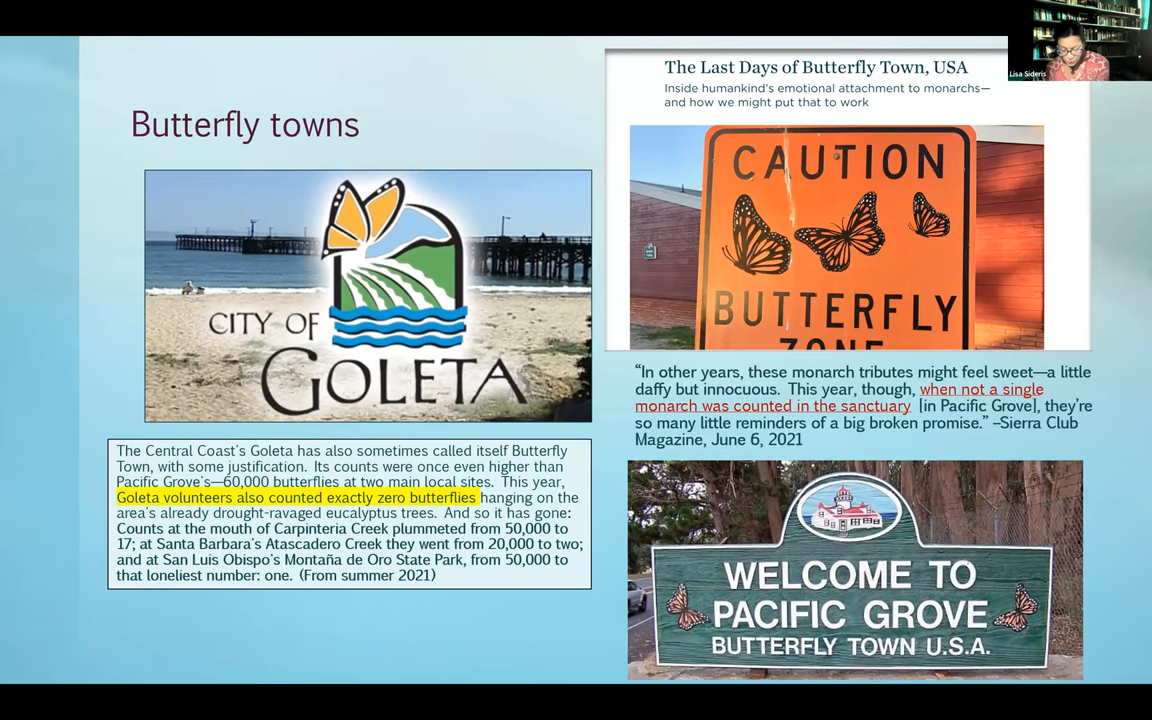 Butterfly towns
CITY OF
GOLETA
The Central Coast's Goleta has also sometimes called itself Butterfly
Town, with some justification. Its counts were once even higher than
Pacific Grove's—60,000 butterflies at two main local sites. This year,
Goleta volunteers also counted exactly zero butterflies hanging on the
area's already drought-ravaged eucalyptus trees. And so it has gone:
Counts at the mouth of Carpinteria Creek plummeted from 50,000 to
17; at Santa Barbara's Atascadero Creek they went from 20,000 to two;
and at San Luis Obispo's Montaña de Oro State Park, from 50,000 to
that loneliest number: one. (From summer 2021)
The Last Days of Butterfly Town, USA
Inside humankind's emotional attachment to monarchs—
and how we might put that to work
CAUTION
BUTTERFLY
ZONE
“In other years, these monarch tributes might feel sweet—a little
daffy but innocuous. This year, though, when not a single
monarch was counted in the sanctuary [in Pacific Grove], they're
so many little reminders of a big broken promise.” –Sierra Club
Magazine, June 6, 2021
WELCOME TO
PACIFIC GROVE
BUTTERFLY TOWN U.S.A.
Lisa Sideris